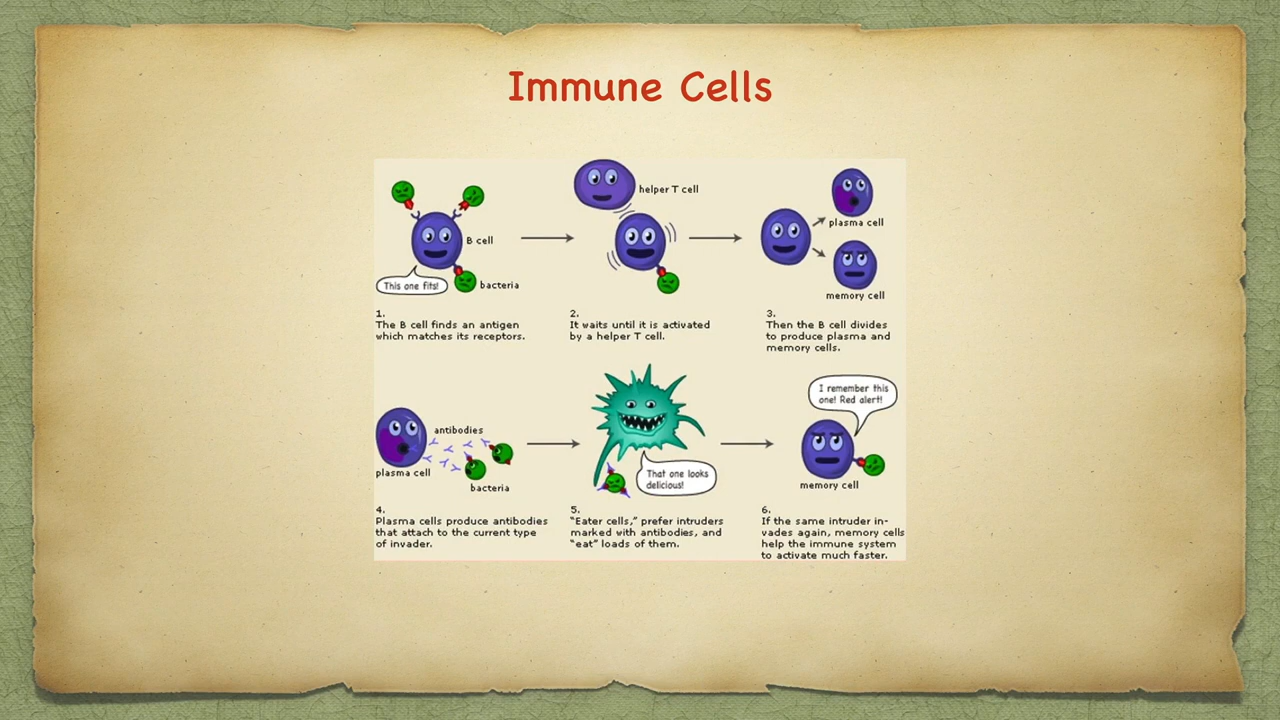 Immune Cells
helper T cell
B cell
This one fits!
bacteria
plasma cell
memory cell
1.
The B cell finds an antigen
which matches its receptors.
2.
It waits until it is activated
by a helper T cell.
3.
Then the B cell divides
to produce plasma and
memory cells.
antibodies
plasma cell
bacteria
That one looks
delicious!
I remember this
one! Red alert!
memory cell
4.
Plasma cells produce antibodies
that attach to the current type
of invader.
5.
“Eater cells,” prefer intruders
marked with antibodies, and
“eat” loads of them.
6.
If the same intruder in-
vades again, memory cells
help the immune system
to activate much faster.